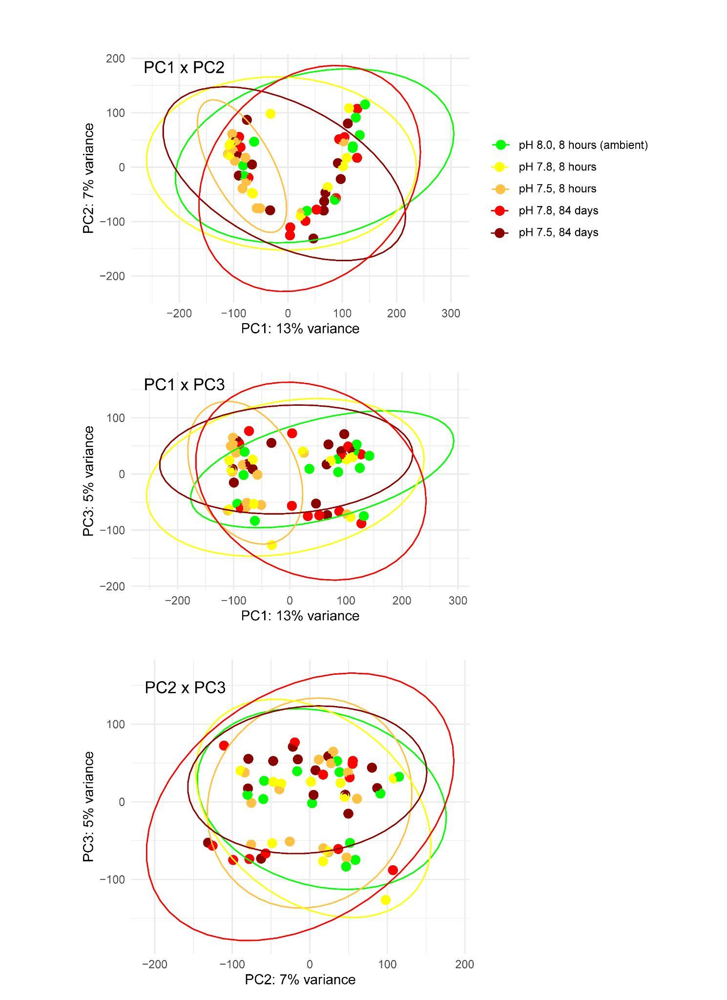 PC1 x PC2
200
100
0
−100
−200
PC2: 7% variance
−200 −100 0 100 200 300
PC1: 13% variance
pH 8.0, 8 hours (ambient)
pH 7.8, 8 hours
pH 7.5, 8 hours
pH 7.8, 84 days
pH 7.5, 84 days
PC1 x PC3
100
0
−100
−200
PC3: 5% variance
−200 −100 0 100 200 300
PC1: 13% variance
PC2 x PC3
100
0
−100
PC3: 5% variance
−200 −100 0 100 200
PC2: 7% variance